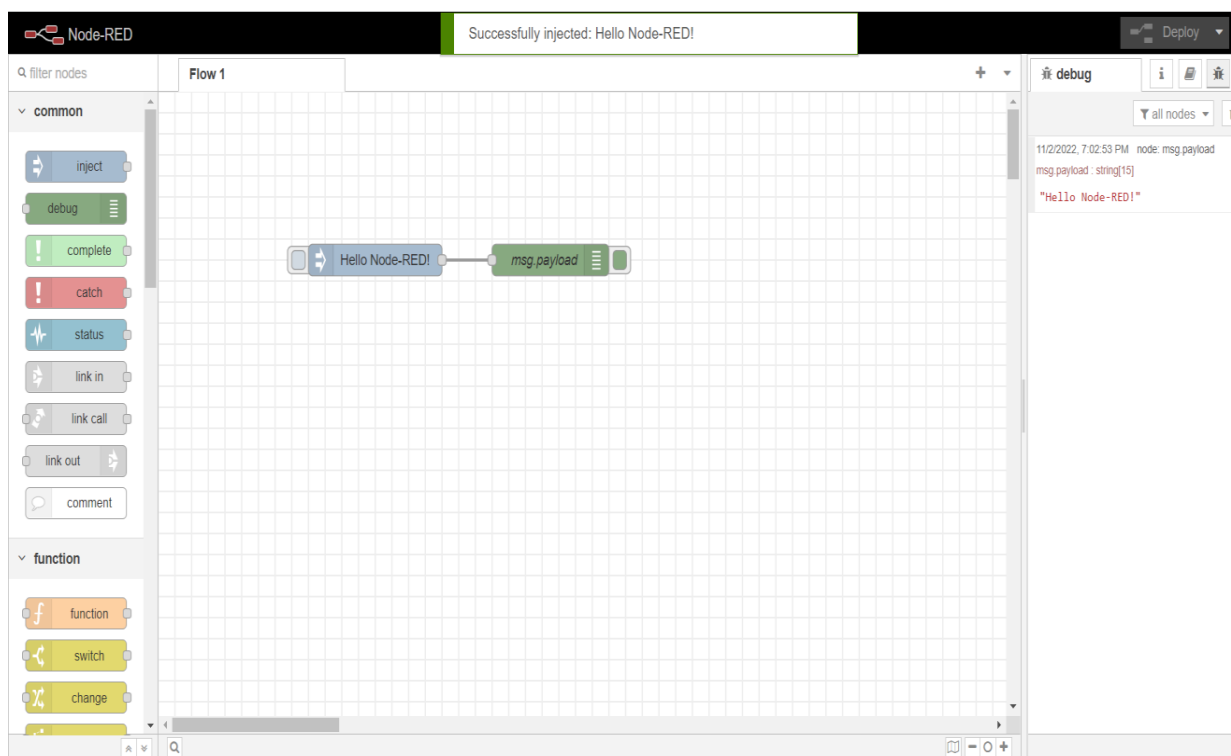 Node-RED
Successfully injected: Hello Node-RED!
Deploy
filter nodes
Flow 1
debug
i
common
all nodes
inject
debug
complete
catch
status
link in
link call
link out
comment
function
function
switch
change
Hello Node-RED!
msg.payload
11/2/2022, 7:02:53 PM node: msg.payload
msg.payload : string[15]
"Hello Node-RED!"